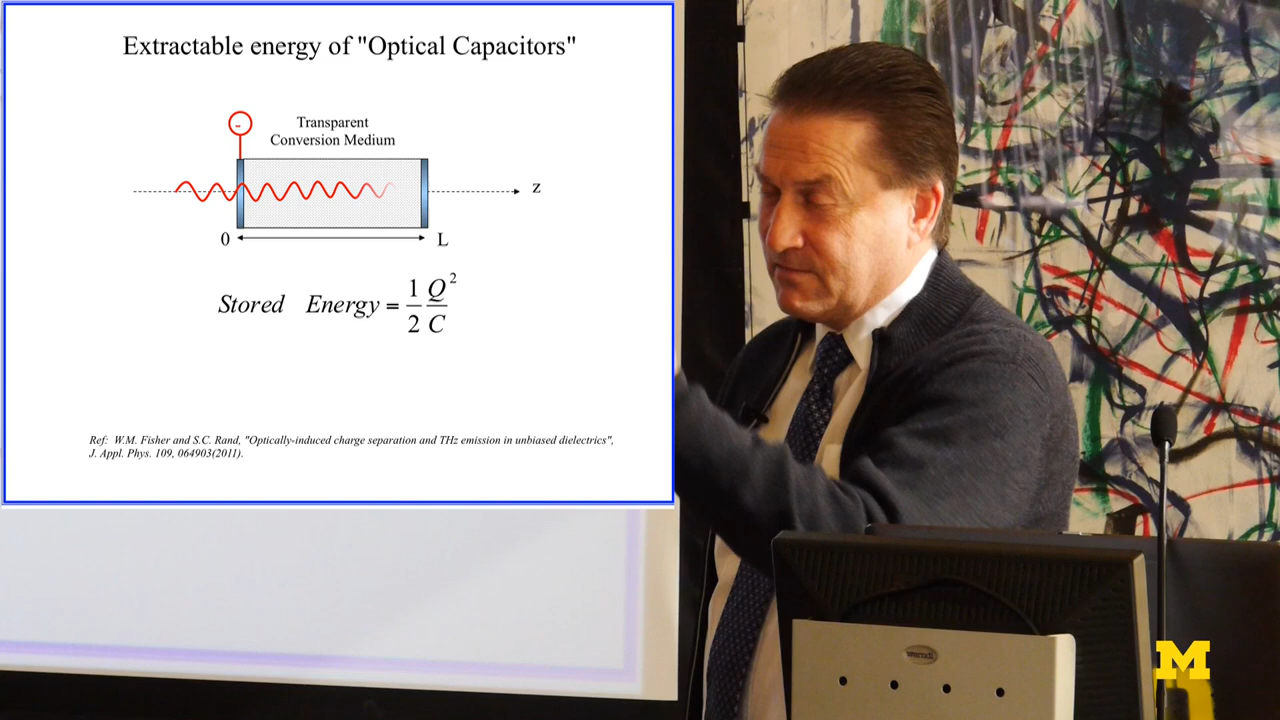 Extractable energy of "Optical Capacitors"
-
Transparent
Conversion Medium
z
0 L
Stored Energy = 1/2 Q²/C
Ref: W.M. Fisher and S.C. Rand, "Optically-induced charge separation and THz emission in unbiased dielectrics",
J. Appl. Phys. 109, 064903(2011).
M